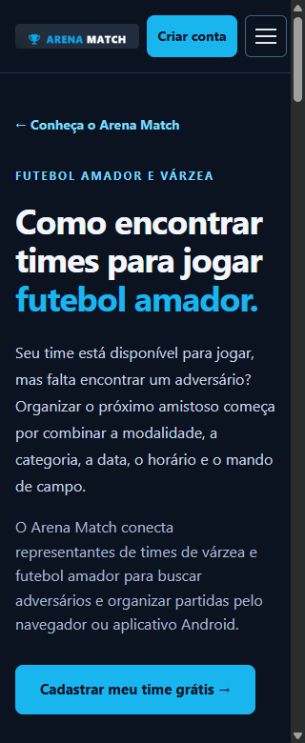 ARENA MATCH
Criar conta
← Conheça o Arena Match
FUTEBOL AMADOR E VÁRZEA
Como encontrar
times para jogar
futebol amador.
Seu time está disponível para jogar,
mas falta encontrar um adversário?
Organizar o próximo amistoso começa
por combinar a modalidade, a
categoria, a data, o horário e o mando
de campo.
O Arena Match conecta
representantes de times de várzea e
futebol amador para buscar
adversários e organizar partidas pelo
navegador ou aplicativo Android.
Cadastrar meu time grátis →